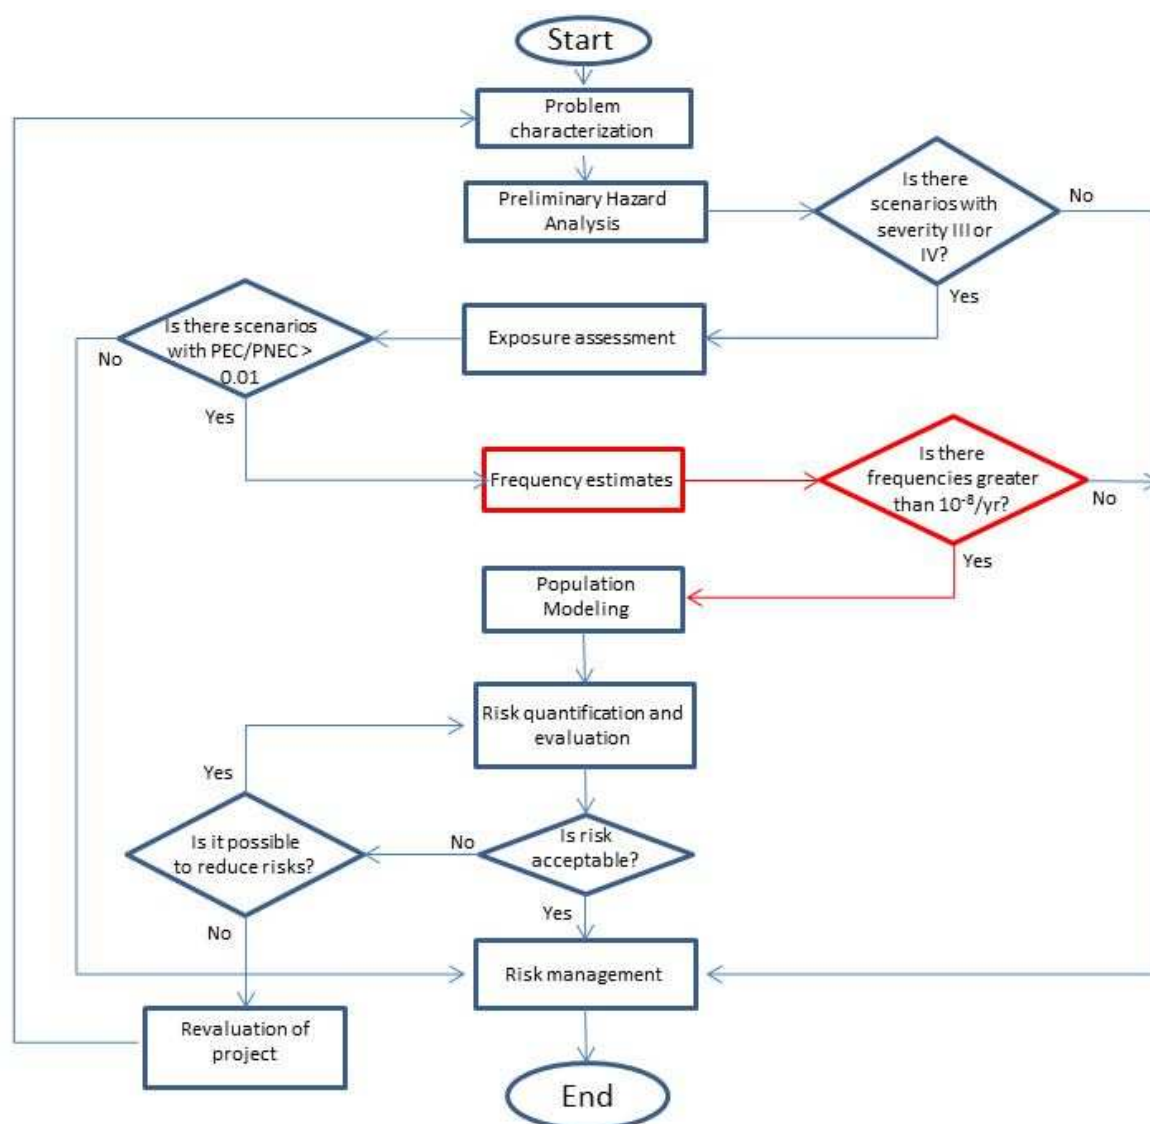 Start
Problem
characterization
Preliminary Hazard
Analysis
Is there
scenarios with
severity III or
IV?
No
Yes
Exposure assessment
Is there scenarios
with PEC/PNEC >
0.01
No
Yes
Frequency estimates
Is there
frequencies greater
than 10⁻⁸/yr?
No
Yes
Population
Modeling
Risk quantification and
evaluation
Is risk
acceptable?
No
Yes
Is it possible
to reduce risks?
Yes
No
Risk management
Revaluation of
project
End